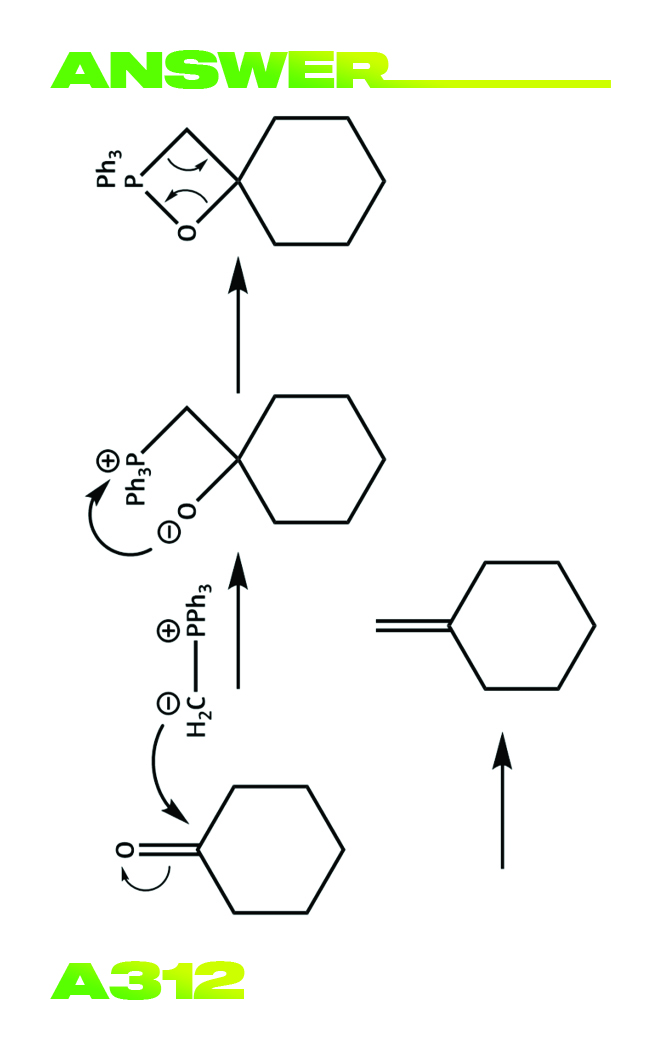 ANSWER
Ph3
P
O
⊕
Ph3P
O
⊖
⊖ ⊕
H2C PPh3
O
A312